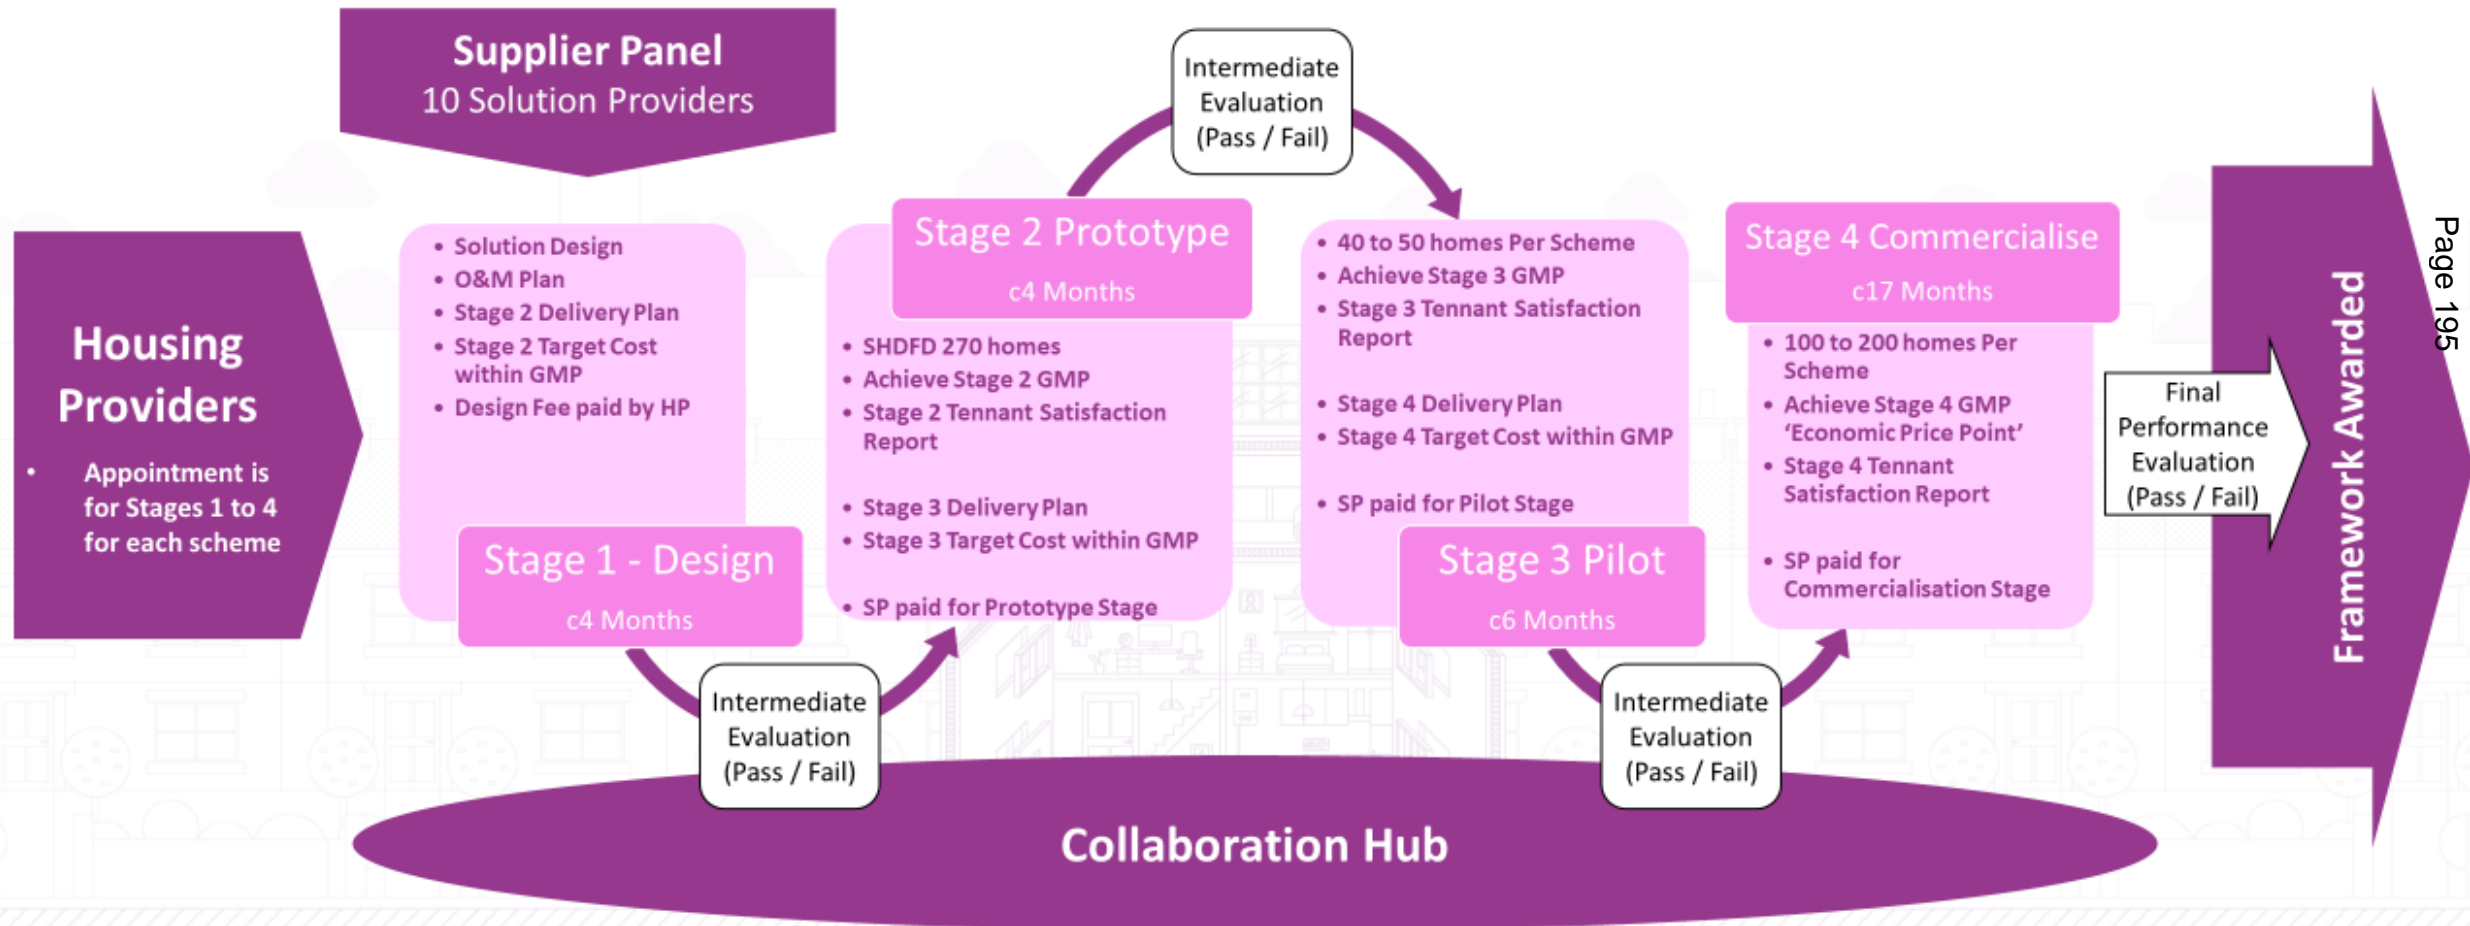 Supplier Panel
10 Solution Providers
Housing
Providers
• Appointment is
for Stages 1 to 4
for each scheme
• Solution Design
• O&M Plan
• Stage 2 Delivery Plan
• Stage 2 Target Cost
within GMP
• Design Fee paid by HP
Stage 1 - Design
c4 Months
Intermediate
Evaluation
(Pass / Fail)
Stage 2 Prototype
c4 Months
• SHDFD 270 homes
• Achieve Stage 2 GMP
• Stage 2 Tennant Satisfaction
Report
• Stage 3 Delivery Plan
• Stage 3 Target Cost within GMP
• SP paid for Prototype Stage
Intermediate
Evaluation
(Pass / Fail)
• 40 to 50 homes Per Scheme
• Achieve Stage 3 GMP
• Stage 3 Tennant Satisfaction
Report
• Stage 4 Delivery Plan
• Stage 4 Target Cost within GMP
• SP paid for Pilot Stage
Stage 3 Pilot
c6 Months
Intermediate
Evaluation
(Pass / Fail)
Stage 4 Commercialise
c17 Months
• 100 to 200 homes Per
Scheme
• Achieve Stage 4 GMP
‘Economic Price Point’
• Stage 4 Tennant
Satisfaction Report
• SP paid for
Commercialisation Stage
Final
Performance
Evaluation
(Pass / Fail)
Framework Awarded
Page 195
Collaboration Hub